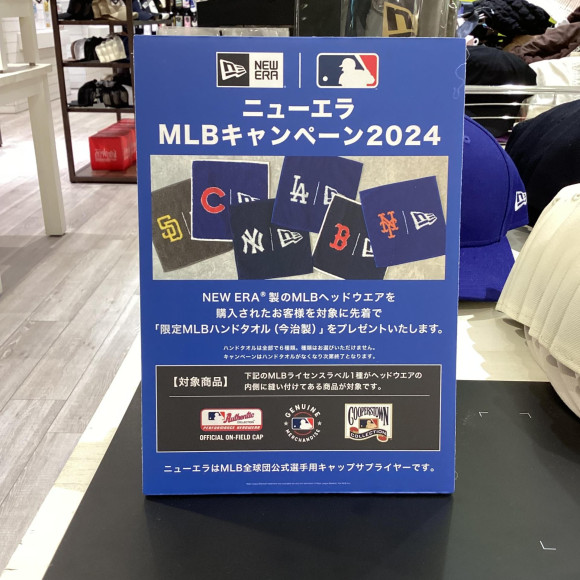 NEW ERA
ニューエラ
MLBキャンペーン2024
SD
C
NY
LA
B
NY
NEW ERA® 製のMLBヘッドウエアを
購入されたお客様を対象に先着で
「限定MLBハンドタオル（今治製）」をプレゼントいたします。
ハンドタオルは全部で6種類。種類はお選びいただけません。
キャンペーンはハンドタオルがなくなり次第終了となります。
【対象商品】 下記のMLBライセンスラベル1種がヘッドウエアの
内側に縫い付けてある商品が対象です。
Authentic
COLLECTION
PERFORMANCE HEADWEAR
OFFICIAL ON-FIELD CAP
GENUINE
MERCHANDISE
COOPERSTOWN
COLLECTION
ニューエラはMLB全球団公式選手用キャップサプライヤーです。